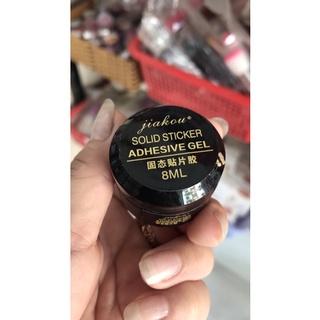 jiakou®
SOLID STICKER
ADHESIVE GEL
固态贴片胶
8ML